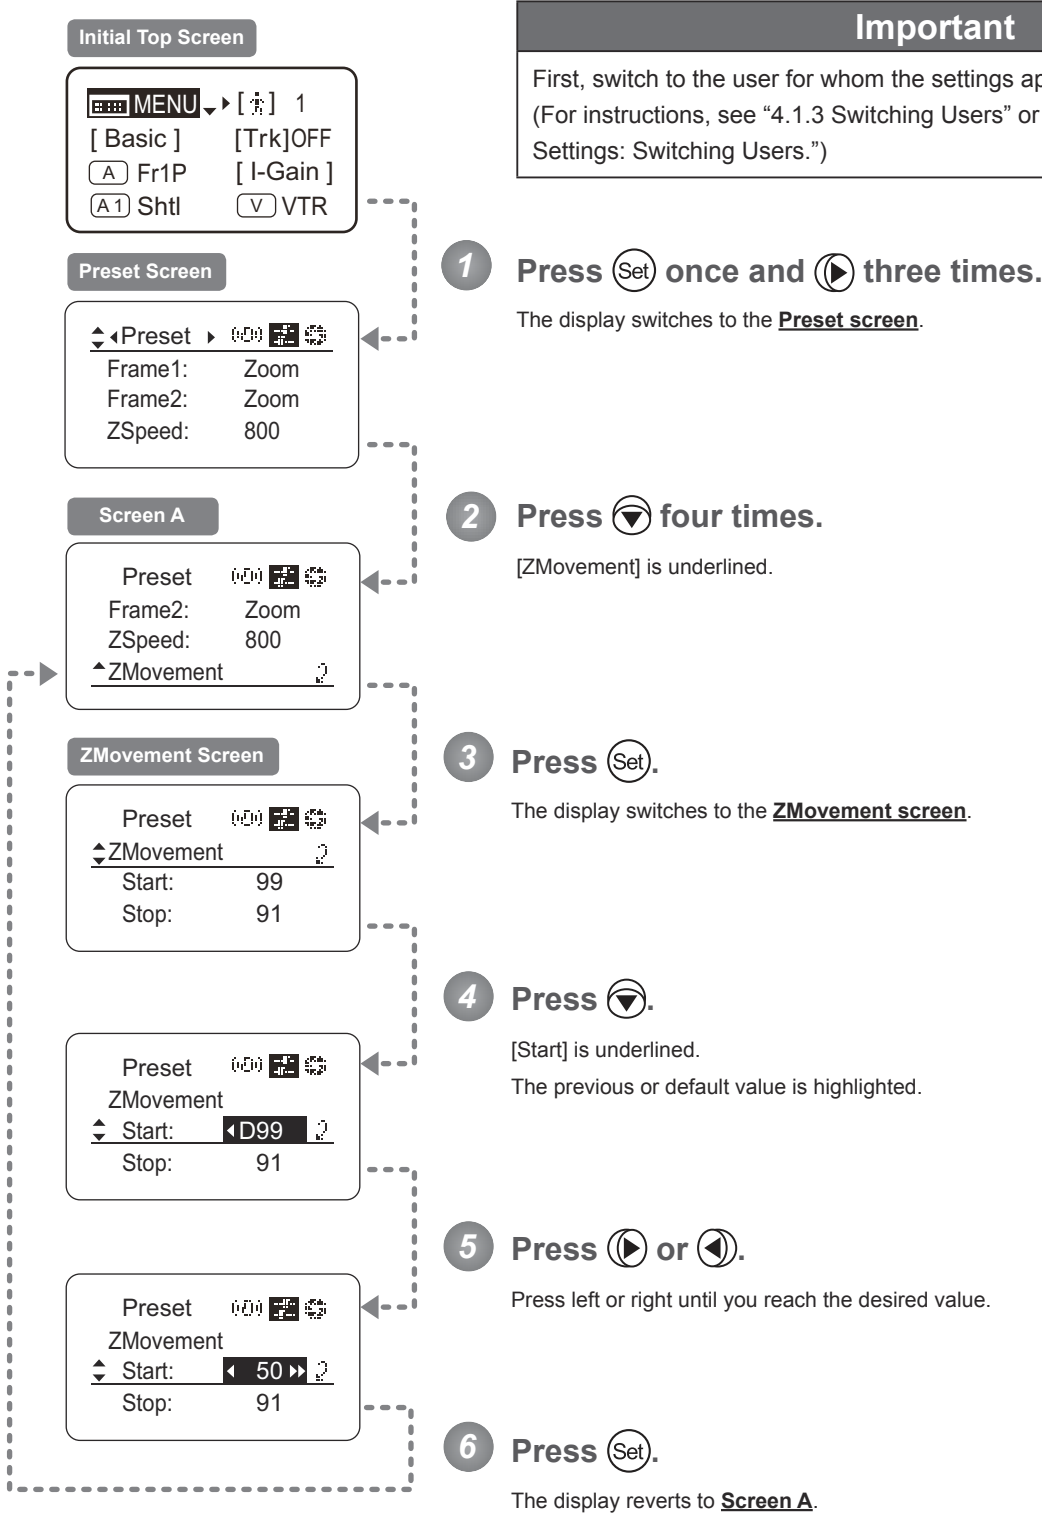 Initial Top Screen
MENU [ ] 1
[ Basic ] [Trk]OFF
A Fr1P [ I-Gain ]
A 1 Shtl V VTR
Important
First, switch to the user for whom the settings
(For instructions, see “4.1.3 Switching Users” or
Settings: Switching Users.”)
Preset Screen
Preset
Frame1: Zoom
Frame2: Zoom
ZSpeed: 800
1 Press Set once and three times.
The display switches to the Preset screen.
Screen A
Preset
Frame2: Zoom
ZSpeed: 800
ZMovement
2 Press four times.
[ZMovement] is underlined.
ZMovement Screen
Preset
ZMovement
Start: 99
Stop: 91
3 Press Set.
The display switches to the ZMovement screen.
Preset
ZMovement
Start: D99
Stop: 91
4 Press .
[Start] is underlined.
The previous or default value is highlighted.
Preset
ZMovement
Start: 50
Stop: 91
5 Press or .
Press left or right until you reach the desired value.
6 Press Set.
The display reverts to Screen A.